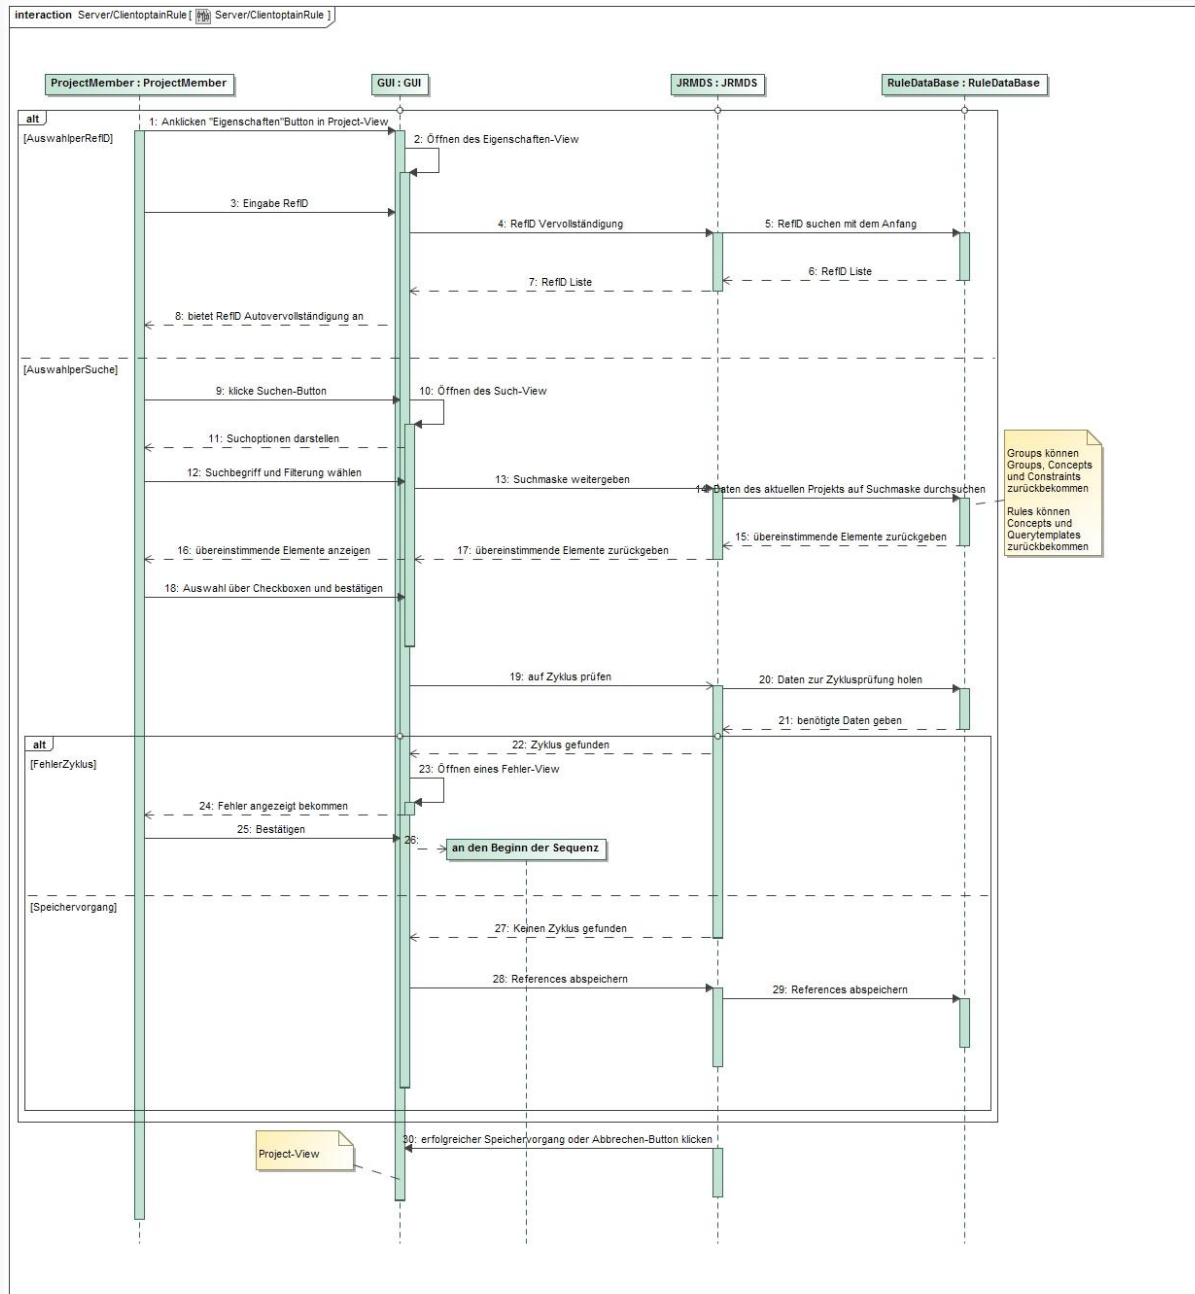 interaction Server/ClientoptainRule [ Server/ClientoptainRule ]
ProjectMember : ProjectMember
GUI : GUI
JRMDS : JRMDS
RuleDataBase : RuleDataBase
alt
[AuswahlperRefID]
1: Anklicken "Eigenschaften"Button in Project-View
2: Öffnen des Eigenschaften-View
3: Eingabe RefID
4: RefID Vervollständigung
5: RefID suchen mit dem Anfang
6: RefID Liste
7: RefID Liste
8: bietet RefID Autovervollständigung an
[AuswahlperSuche]
9: klicke Suchen-Button
10: Öffnen des Such-View
11: Suchoptionen darstellen
12: Suchbegriff und Filterung wählen
13: Suchmaske weitergeben
14: Daten des aktuellen Projekts auf Suchmaske durchsuchen
Groups können
Groups, Concepts
und Constraints
zurückbekommen
Rules können
Concepts und
Querytemplates
zurückbekommen
15: übereinstimmende Elemente zurückgeben
16: übereinstimmende Elemente anzeigen
17: übereinstimmende Elemente zurückgeben
18: Auswahl über Checkboxen und bestätigen
19: auf Zyklus prüfen
20: Daten zur Zyklusprüfung holen
21: benötigte Daten geben
alt
[FehlerZyklus]
22: Zyklus gefunden
23: Öffnen eines Fehler-View
24: Fehler angezeigt bekommen
25: Bestätigen
26:
an den Beginn der Sequenz
[Speichervorgang]
27: Keinen Zyklus gefunden
28: References abspeichern
29: References abspeichern
30: erfolgreicher Speichervorgang oder Abbrechen-Button klicken
Project-View